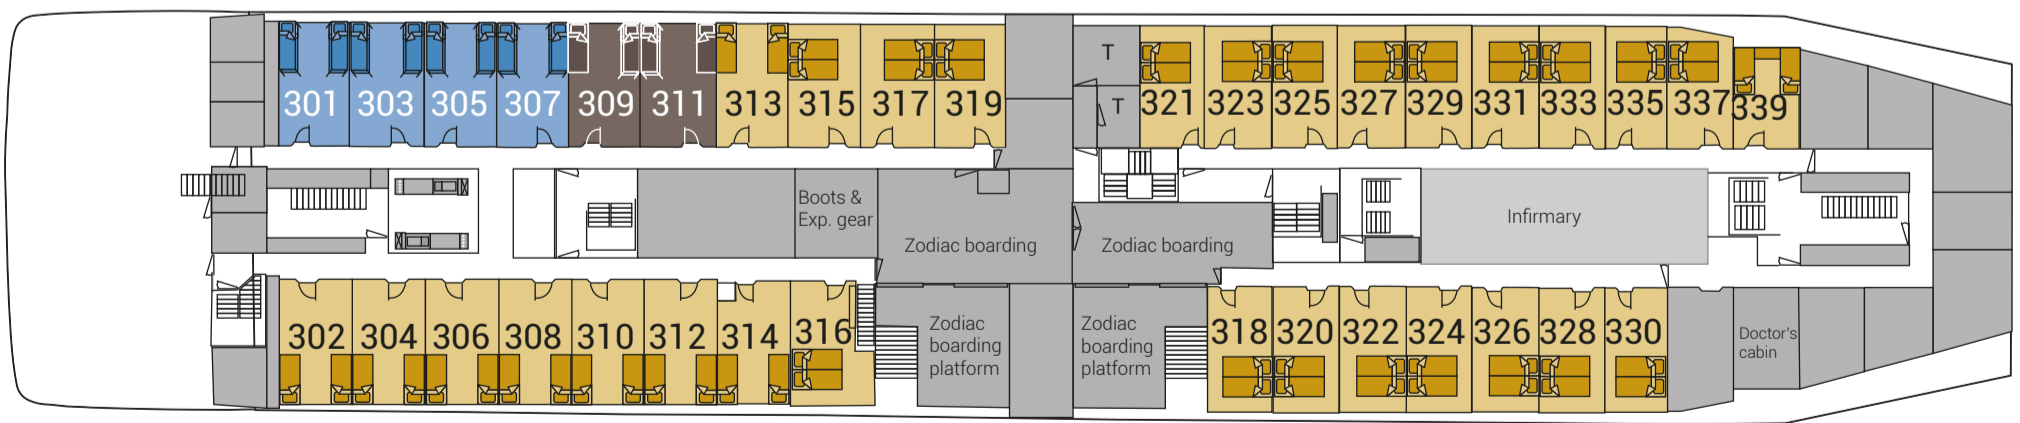 301 303 305 307 309 311 313 315 317 319
T
T
321 323 325 327 329 331 333 335 337 339
Boots &
Exp. gear
Zodiac boarding
Zodiac boarding
Infirmary
302 304 306 308 310 312 314 316
Zodiac
boarding
platform
Zodiac
boarding
platform
318 320 322 324 326 328 330
Doctor's
cabin